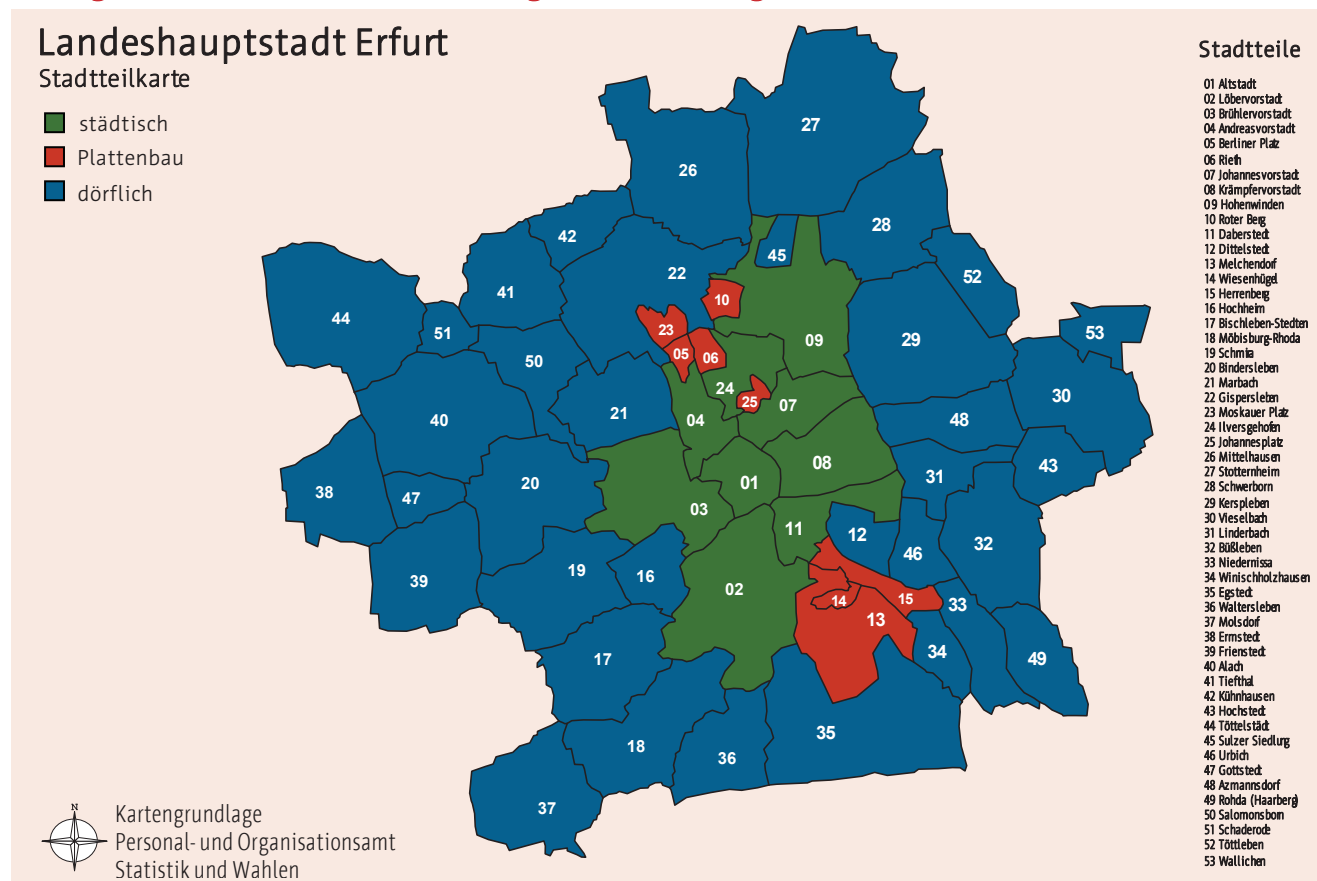 Landeshauptstadt Erfurt
Stadtteilkarte
städtisch
Plattenbau
dörflich
27
26
28
42
45
22
52
41
10
44
51
23
53
09
29
50
05
06
24
30
25
07
21
40
04
48
08
43
31
20
01
38
47
03
11
12
32
46
19
16
39
02
14
15
33
13
34
17
49
35
18
36
37
N
Kartengrundlage
Personal- und Organisationsamt
Statistik und Wahlen
Stadtteile
01 Altstadt
02 Löbervorstadt
03 Brühlervorstadt
04 Andreasvorstadt
05 Berliner Platz
06 Rieth
07 Johannesvorstadt
08 Krämpfervorstadt
09 Hohenwinden
10 Roter Berg
11 Daberstedt
12 Dittelstedt
13 Melchendorf
14 Wiesenhügel
15 Herrenberg
16 Hochheim
17 Bischleben-Stedten
18 Möbisburg-Rhoda
19 Schmira
20 Bindersleben
21 Marbach
22 Gispersleben
23 Moskauer Platz
24 Ilversgehofen
25 Johannesplatz
26 Mittelhausen
27 Stotternheim
28 Schwerborn
29 Kerspleben
30 Vieselbach
31 Linderbach
32 Büßleben
33 Niedernissa
34 Winischholzhausen
35 Egstedt
36 Waltersleben
37 Molsdorf
38 Ermstedt
39 Frienstedt
40 Alach
41 Tiefthal
42 Kühnhausen
43 Hochstedt
44 Töttelstädt
45 Sulzer Siedlung
46 Urbich
47 Gottstedt
48 Azmannsdorf
49 Rohda (Haarberg)
50 Salomonsborn
51 Schaderode
52 Töttleben
53 Wallichen